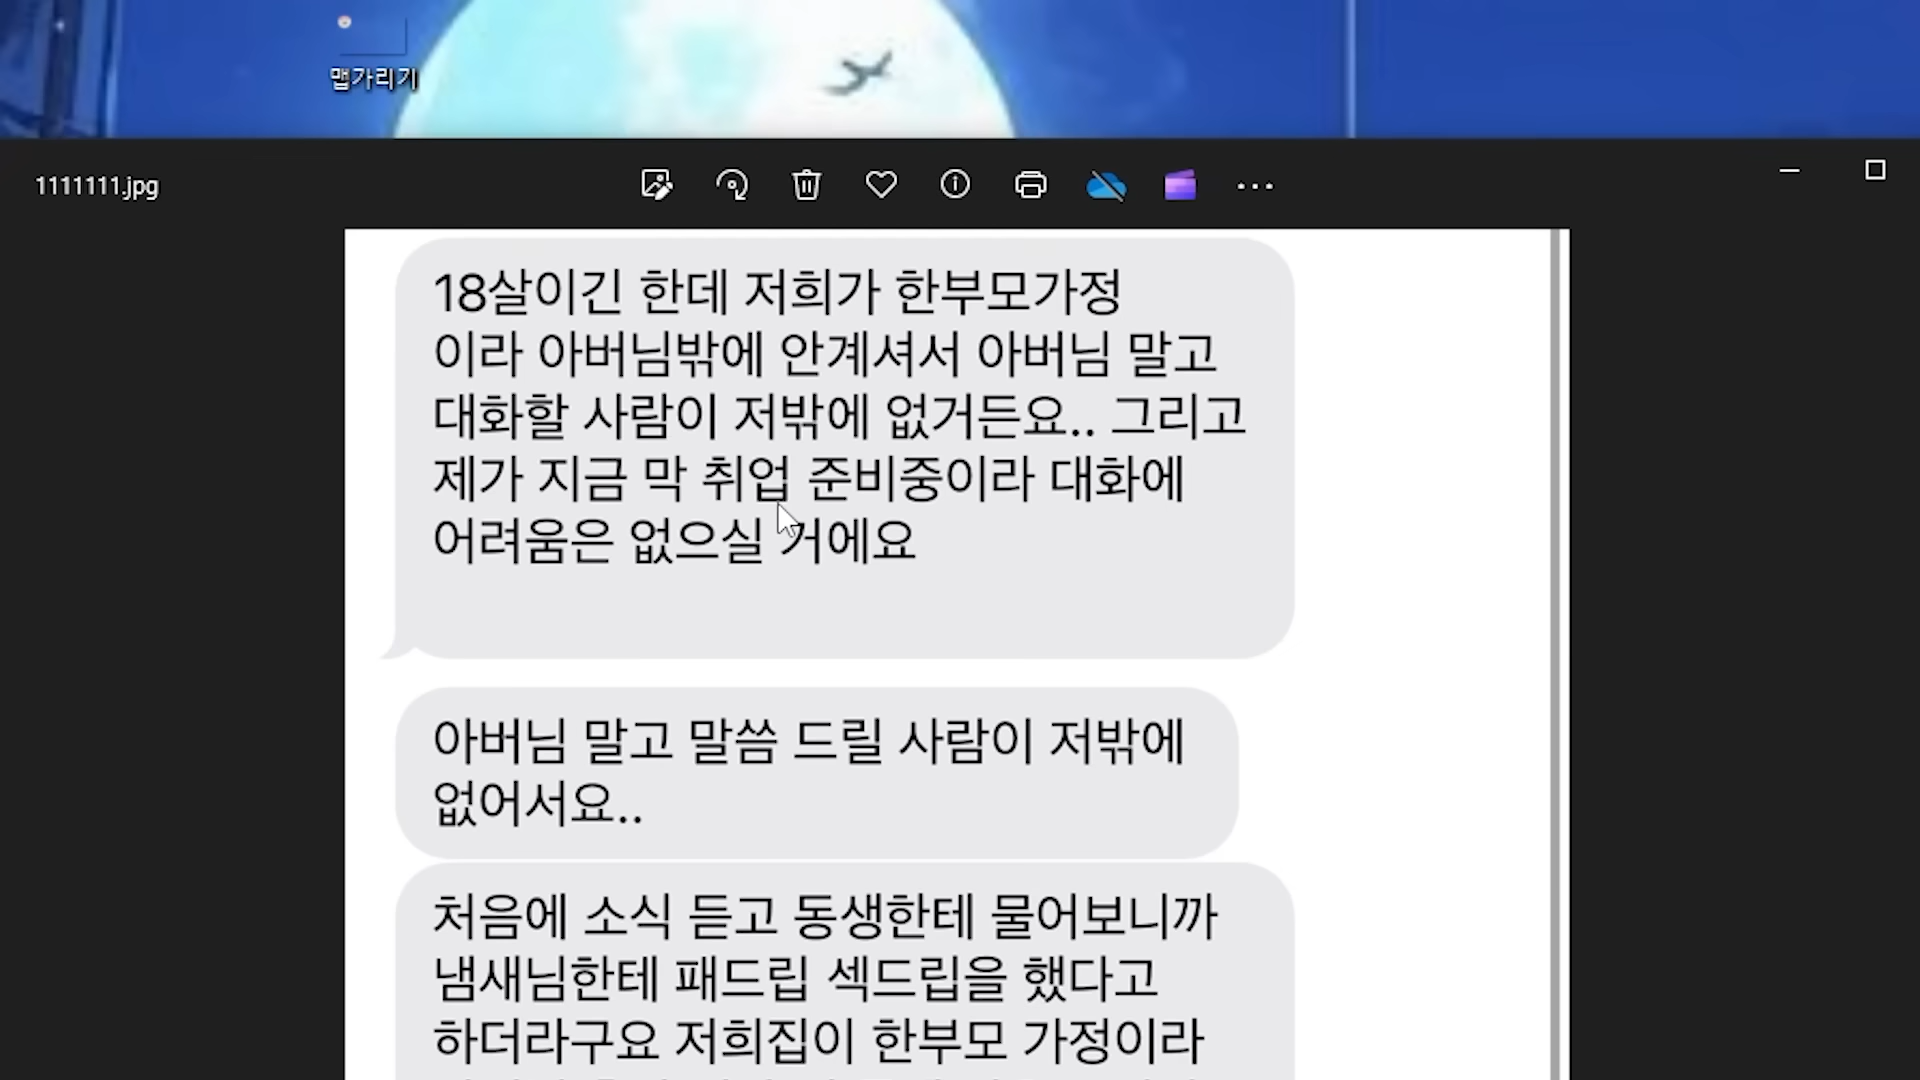 맵가리기
1111111.jpg
18살이긴 한데 저희가 한부모가정
이라 아버님밖에 안계셔서 아버님 말고
대화할 사람이 저밖에 없거든요.. 그리고
제가 지금 막 취업 준비중이라 대화에
어려움은 없으실 거에요
아버님 말고 말씀 드릴 사람이 저밖에
없어서요..
처음에 소식 듣고 동생한테 물어보니까
냄새님한테 패드립 섹드립을 했다고
하더라구요 저희집이 한부모 가정이라